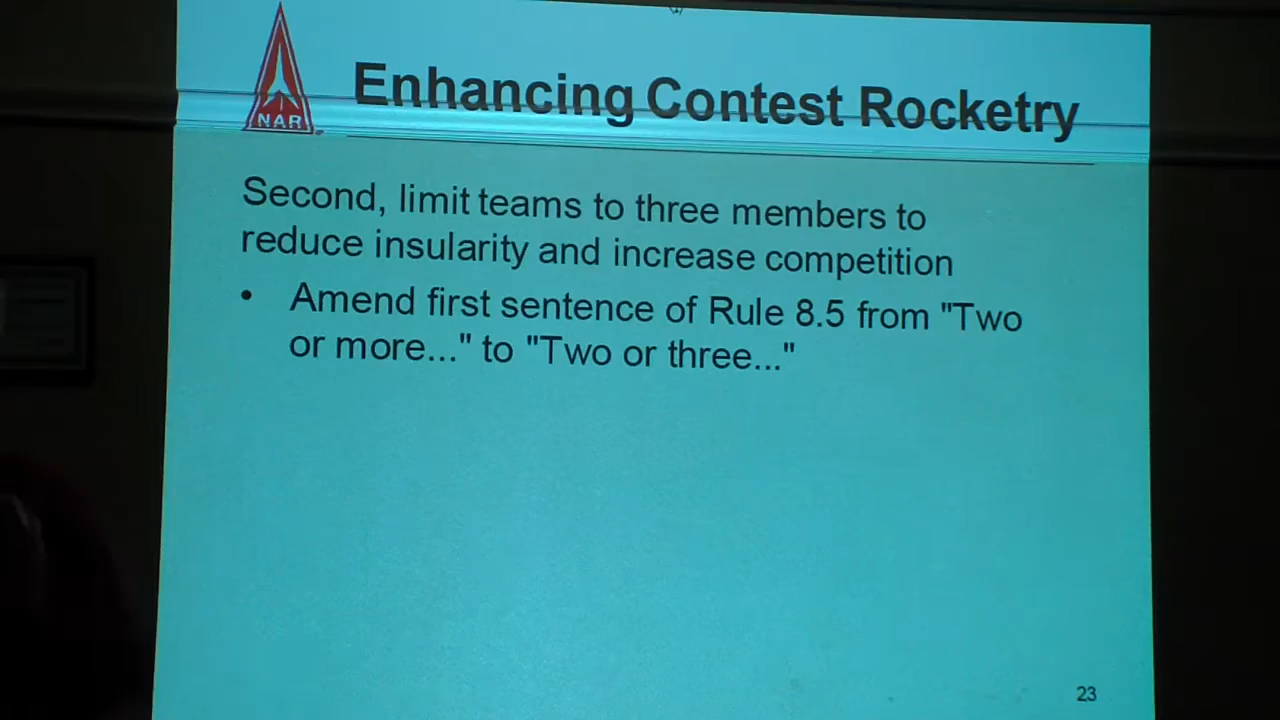 NAR
Enhancing Contest Rocketry
Second, limit teams to three members to
reduce insularity and increase competition
• Amend first sentence of Rule 8.5 from "Two
or more..." to "Two or three..."
23